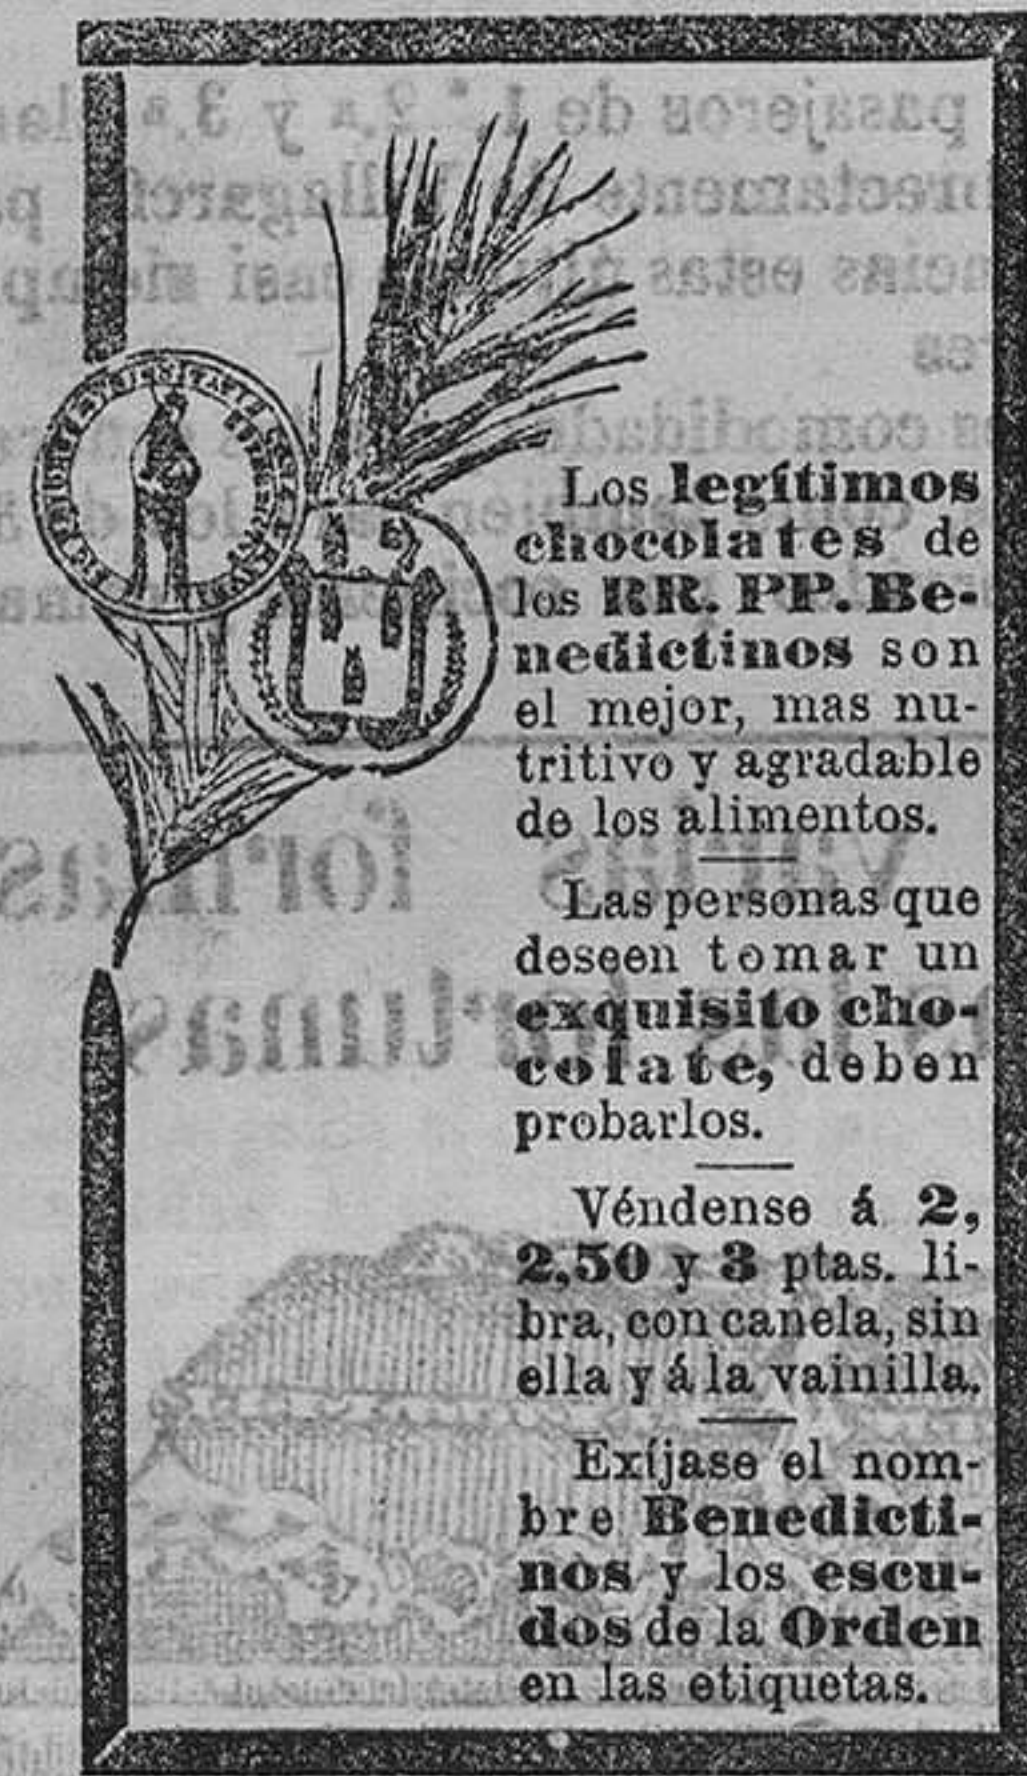 Los legítimos
chocolates de
los RR. PP. Be-
nedictinos son
el mejor, mas nu-
tritivo y agradable
de los alimentos.
Las personas que
deseen tomar un
exquisito cho-
colate, deben
probarlos.
Véndense á 2,
2,50 y 3 ptas. li-
bra, con canela, sin
ella y á la vainilla.
Exíjase el nom-
bre Benedicti-
nos y los escu-
dos de la Orden
en las etiquetas.